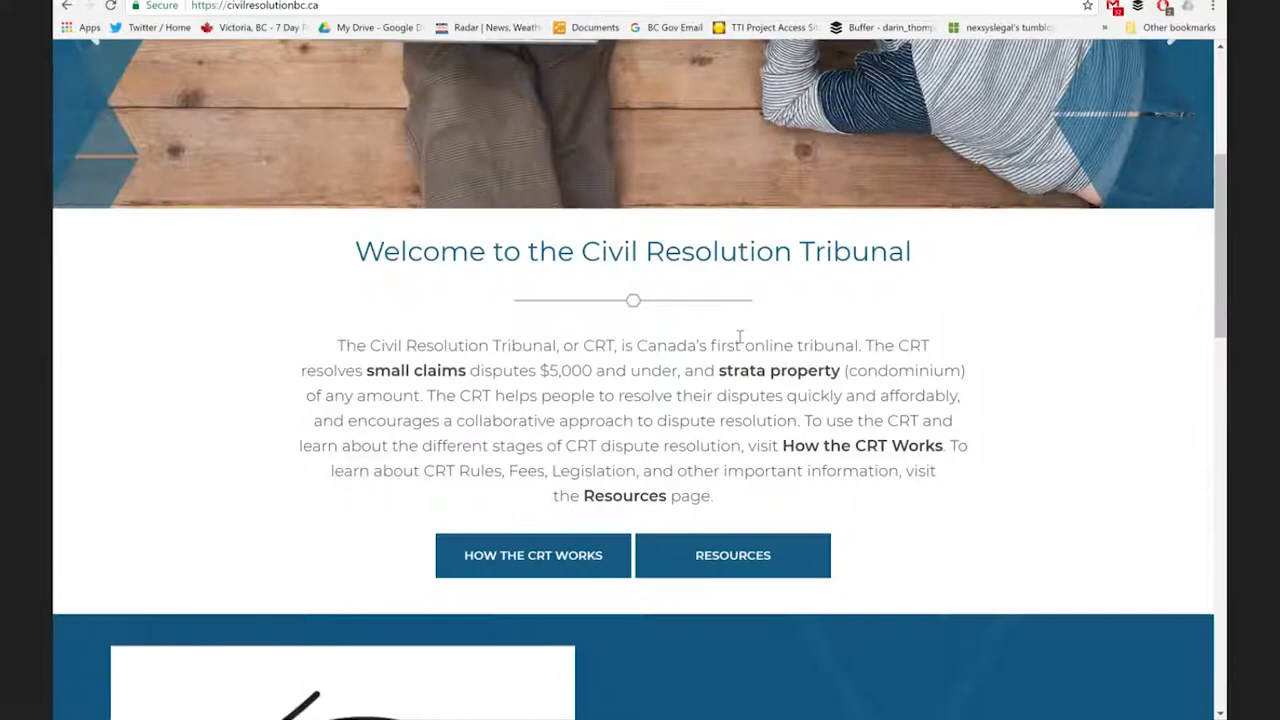 Secure
https://civilresolutionbc.ca
Apps
Twitter / Home
Victoria, BC - 7 Day
My Drive - Google D
Radar | News, Weath
Documents
BC Gov Email
TTI Project Access Si
Buffer - darin_thomp
nexsyslegal's tumblo
»
Other bookmarks
Welcome to the Civil Resolution Tribunal
The Civil Resolution Tribunal, or CRT, is Canada's first online tribunal. The CRT
resolves small claims disputes $5,000 and under, and strata property (condominium)
of any amount. The CRT helps people to resolve their disputes quickly and affordably,
and encourages a collaborative approach to dispute resolution. To use the CRT and
learn about the different stages of CRT dispute resolution, visit How the CRT Works. To
learn about CRT Rules, Fees, Legislation, and other important information, visit
the Resources page.
HOW THE CRT WORKS
RESOURCES